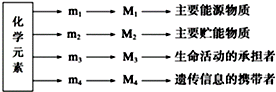 化学元素
m₁ M₁ 主要能源物质
m₂ M₂ 主要贮能物质
m₃ M₃ 生命活动的承担者
m₄ M₄ 遗传信息的携带者